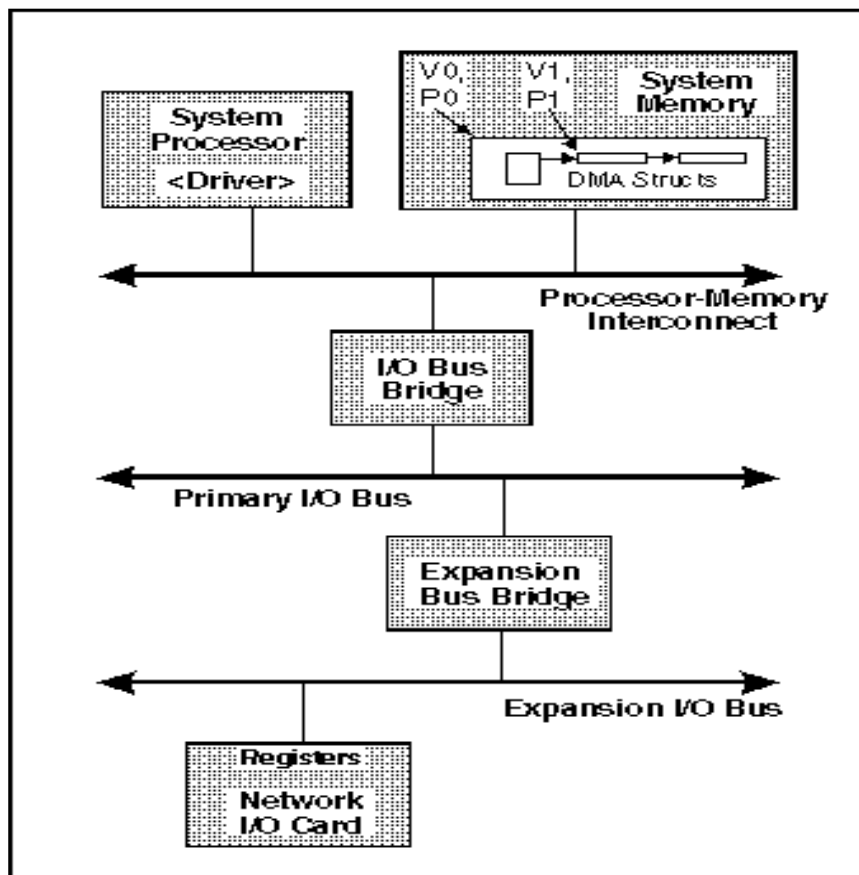 System
Processor
<Driver>
V0,
P0
V1,
P1
System
Memory
DMA Structs
Processor-Memory
Interconnect
I/O Bus
Bridge
Primary I/O Bus
Expansion
Bus Bridge
Expansion I/O Bus
Registers
Network
I/O Card